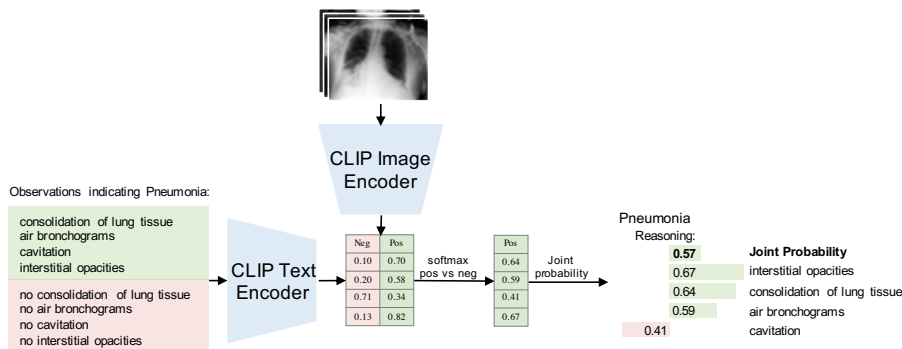 CLIP Image
Encoder
Observations indicating Pneumonia:
consolidation of lung tissue
air bronchograms
cavitation
interstitial opacities
no consolidation of lung tissue
no air bronchograms
no cavitation
no interstitial opacities
CLIP Text
Encoder
Neg Pos
0.10 0.70
0.20 0.58
0.71 0.34
0.13 0.82
softmax
pos vs neg
Pos
0.64
0.59
0.41
0.67
Joint
probability
Pneumonia
Reasoning:
0.57 Joint Probability
0.67 interstitial opacities
0.64 consolidation of lung tissue
0.59 air bronchograms
0.41 cavitation